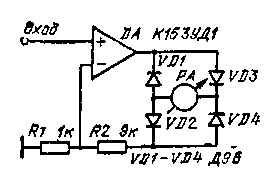 Вход
DA К153УД1
+
−
VD1
PA
VD3
VD2
VD4
R1 1к R2 9к
VD1-VD4 Д9В